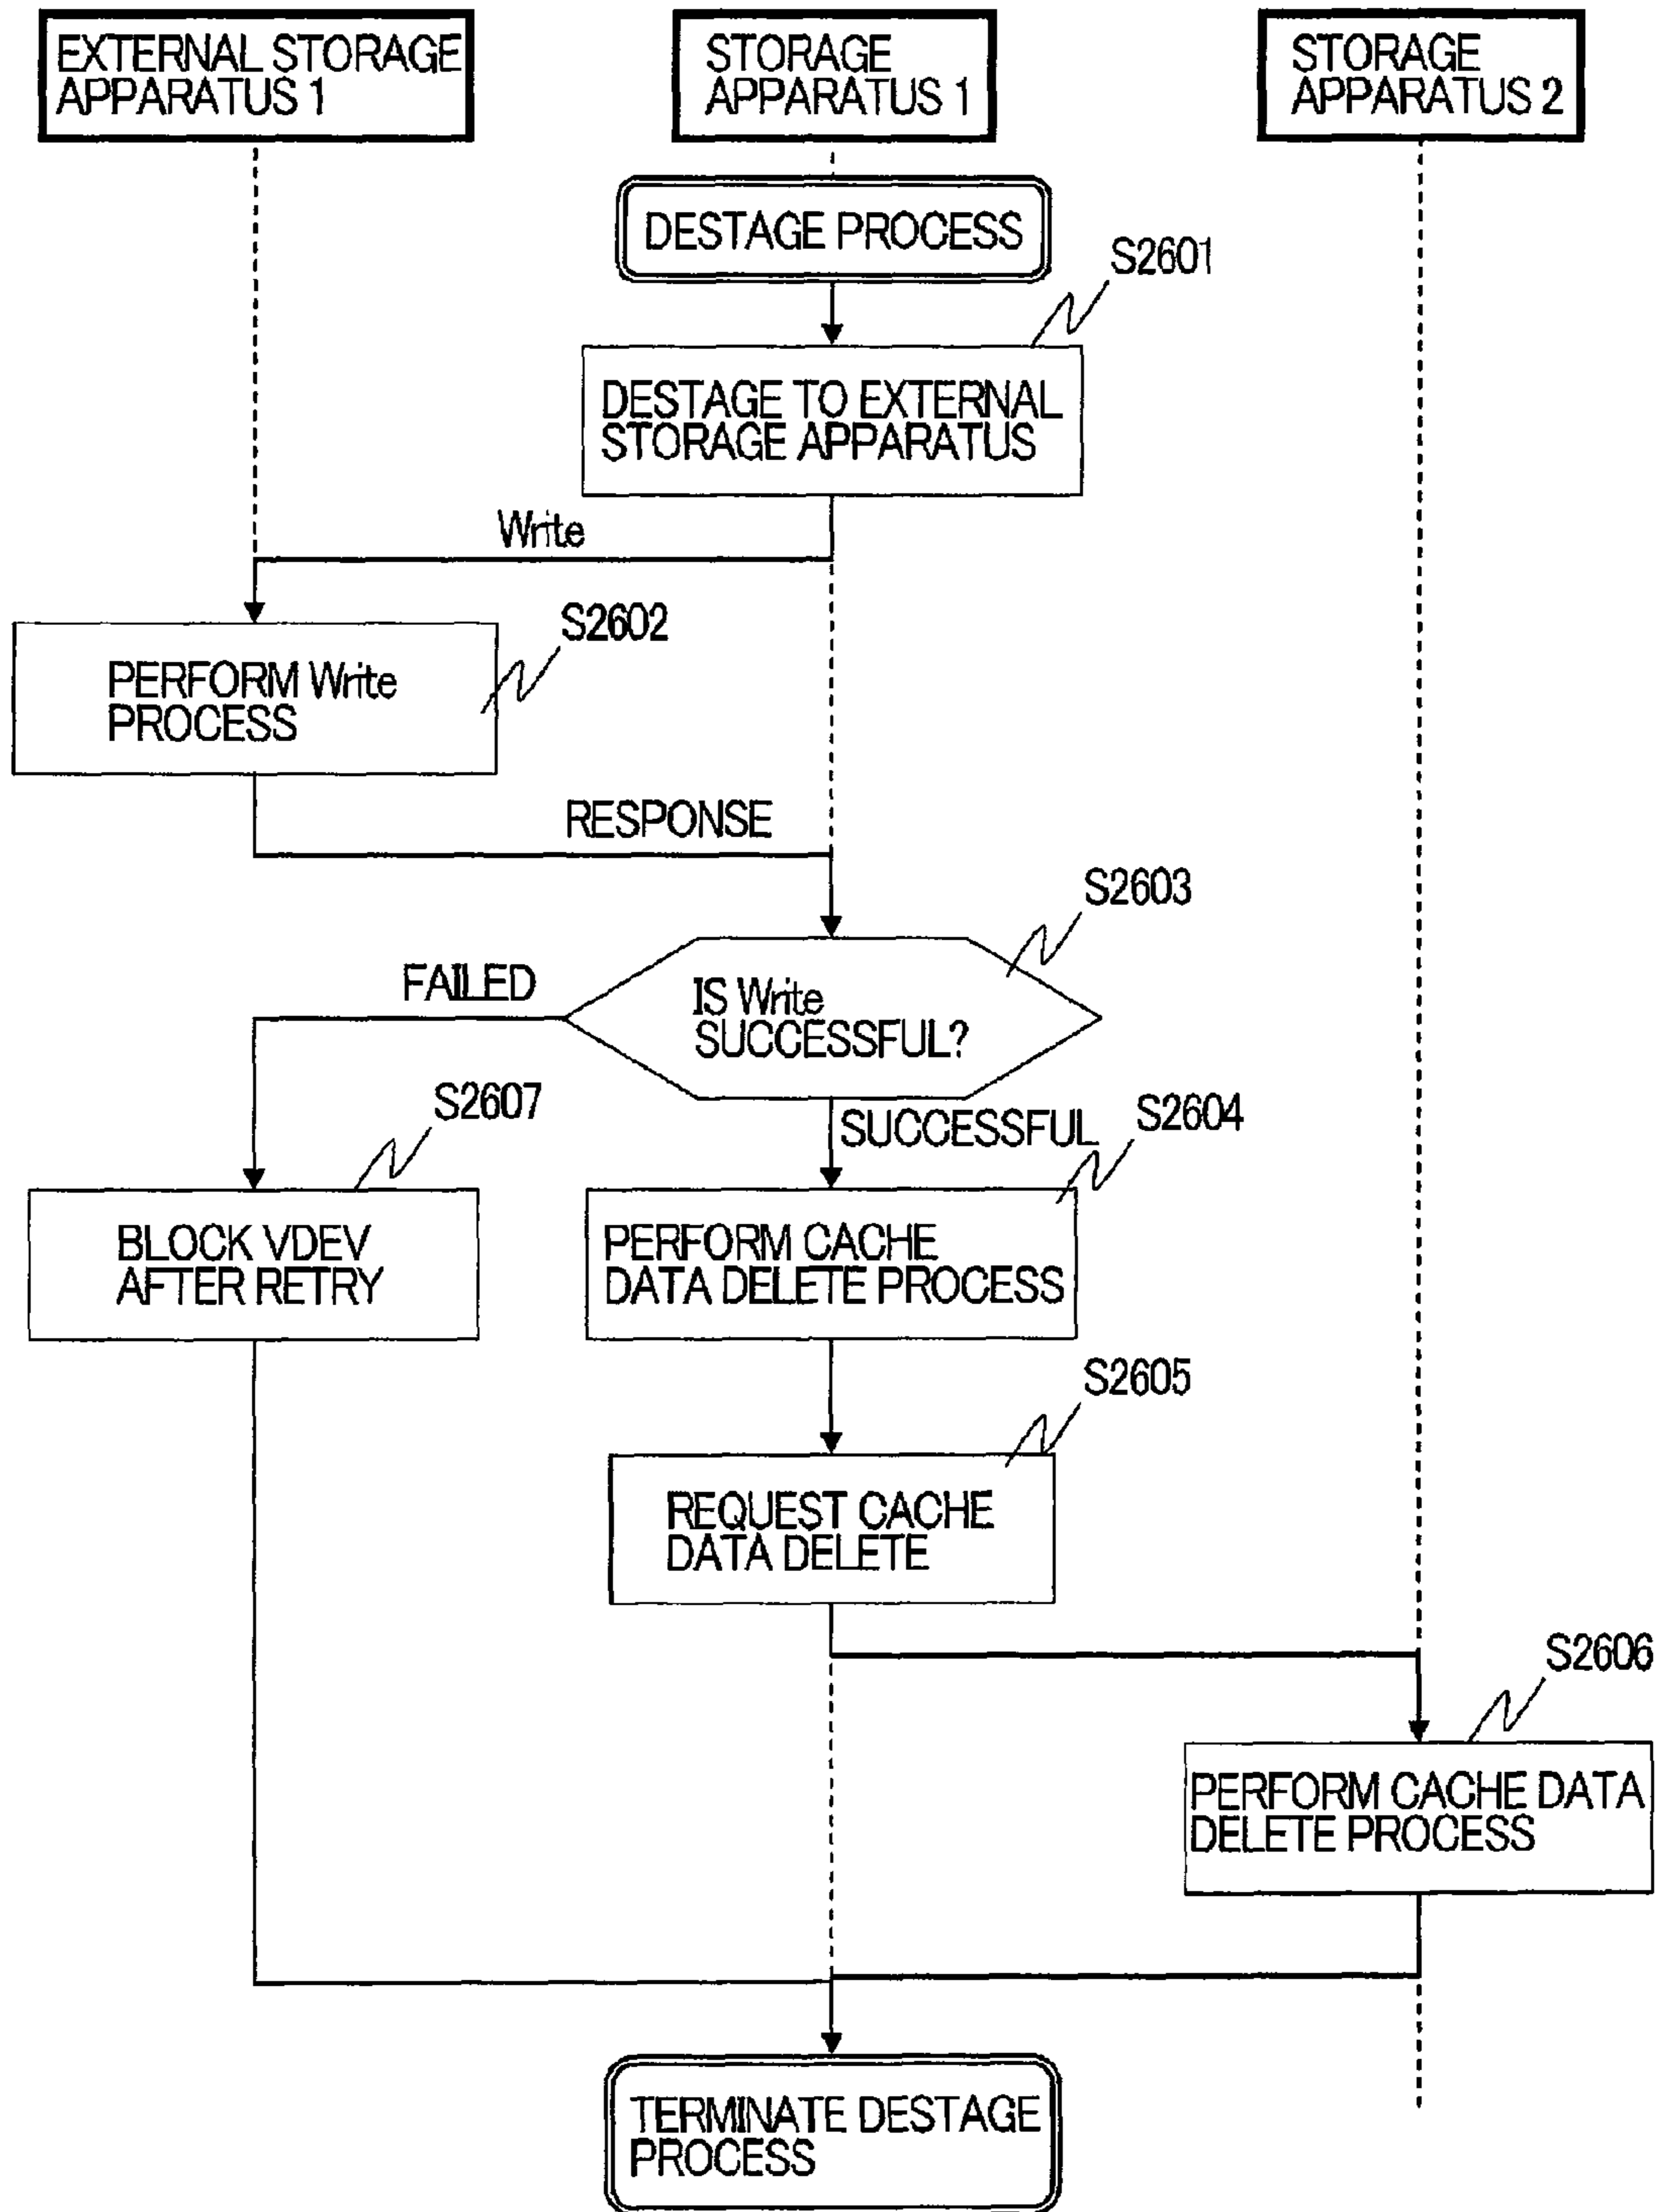 EXTERNAL STORAGE
APPARATUS 1
STORAGE
APPARATUS 1
STORAGE
APPARATUS 2
DESTAGE PROCESS
S2601
DESTAGE TO EXTERNAL
STORAGE APPARATUS
Write
S2602
PERFORM Write
PROCESS
RESPONSE
S2603
FAILED
IS Write
SUCCESSFUL?
S2607
SUCCESSFUL
S2604
BLOCK VDEV
AFTER RETRY
PERFORM CACHE
DATA DELETE PROCESS
S2605
REQUEST CACHE
DATA DELETE
S2606
PERFORM CACHE DATA
DELETE PROCESS
TERMINATE DESTAGE
PROCESS